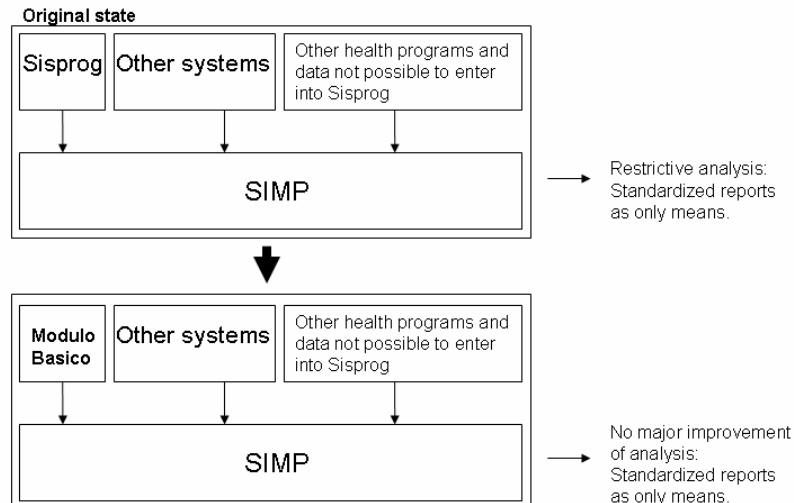 Original state
Sisprog
Other systems
Other health programs and
data not possible to enter
into Sisprog
SIMP
Restrictive analysis:
Standardized reports
as only means.
Modulo
Basico
Other systems
Other health programs and
data not possible to enter
into Sisprog
SIMP
No major improvement
of analysis:
Standardized reports
as only means.